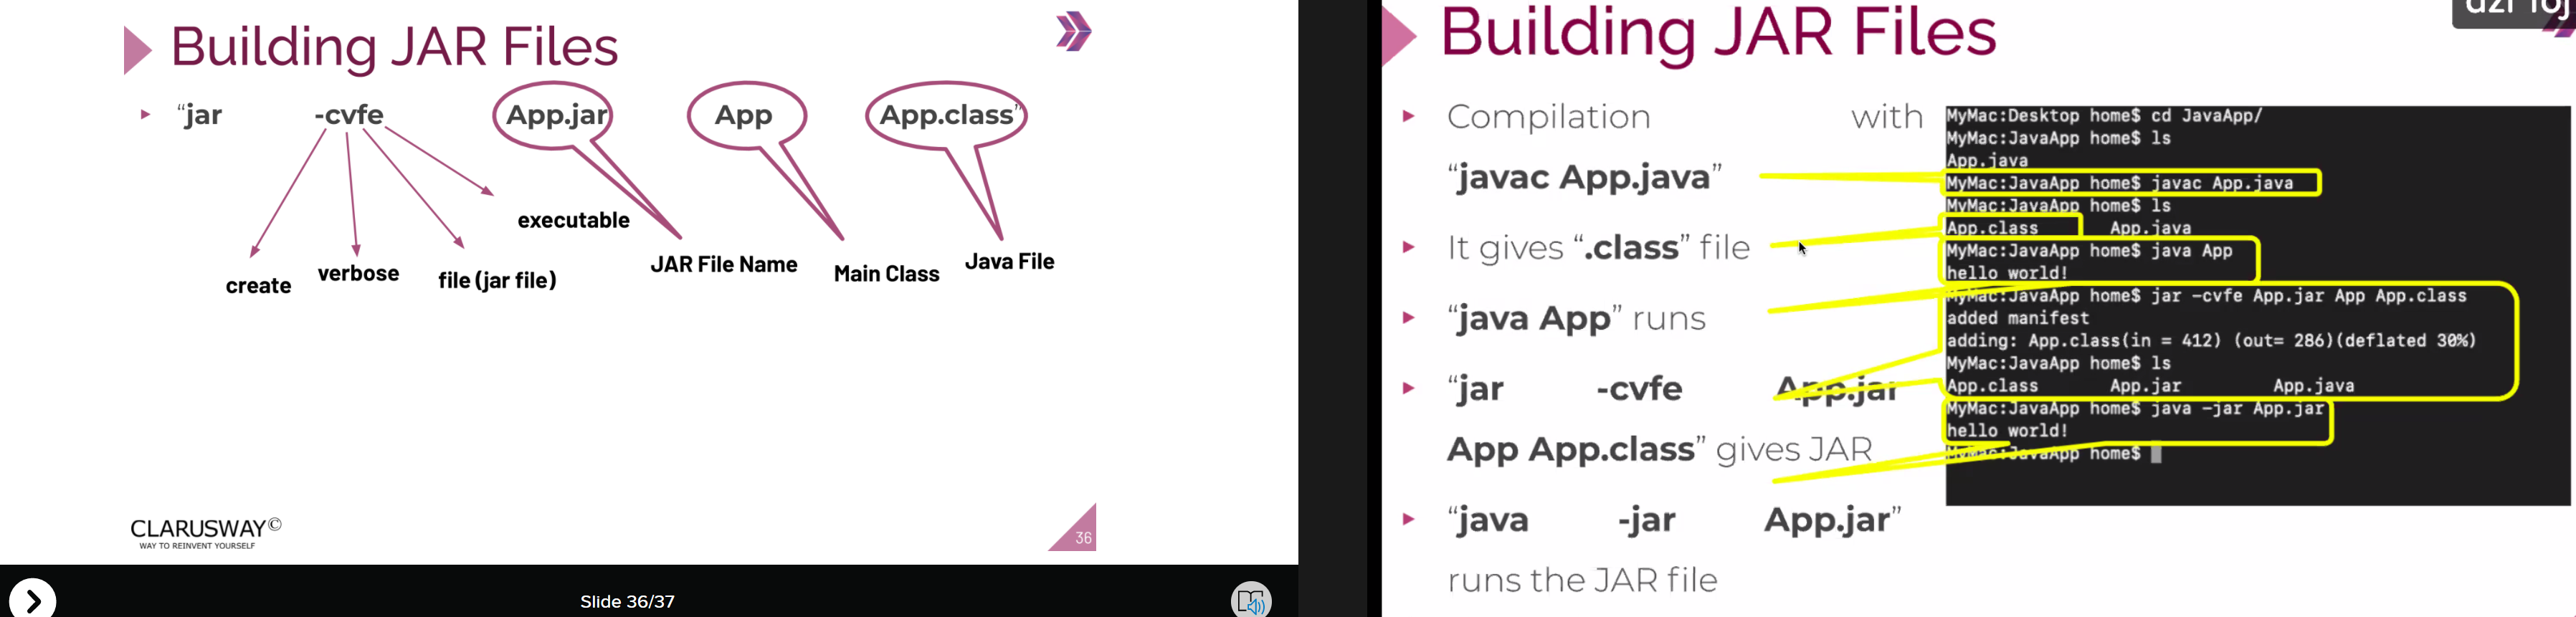 Building JAR Files
“jar -cvfe App.jar App App.class”
executable
create verbose file (jar file) JAR File Name Main Class Java File
CLARUSWAY©
WAY TO REINVENT YOURSELF
36
Slide 36/37
Building JAR Files
Compilation with
“javac App.java”
It gives “.class” file
“java App” runs
“jar -cvfe App.jar
App App.class” gives JAR
“java -jar App.jar”
runs the JAR file
MyMac:Desktop home$ cd JavaApp/
MyMac:JavaApp home$ ls
App.java
MyMac:JavaApp home$ javac App.java
MyMac:JavaApp home$ ls
App.class App.java
MyMac:JavaApp home$ java App
hello world!
MyMac:JavaApp home$ jar -cvfe App.jar App App.class
added manifest
adding: App.class(in = 412) (out= 286)(deflated 30%)
MyMac:JavaApp home$ ls
App.class App.jar App.java
MyMac:JavaApp home$ java -jar App.jar
hello world!
MyMac:JavaApp home$